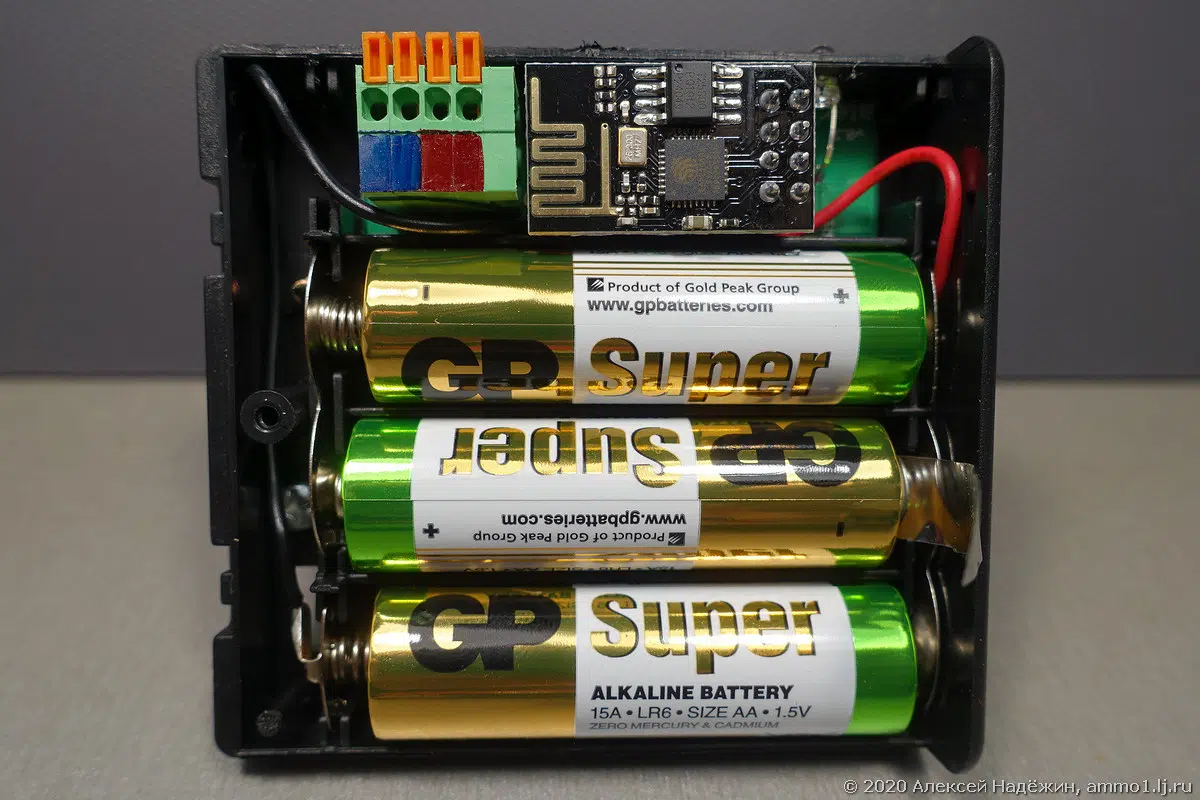 Product of Gold Peak Group
www.gpbatteries.com
GP Super
GP Super
www.gpbatteries.com
Product of Gold Peak Group
GP Super
ALKALINE BATTERY
15A • LR6 • SIZE AA • 1.5V
ZERO MERCURY & CADMIUM
© 2020 Алексей Надёжин, ammo1.lj.ru